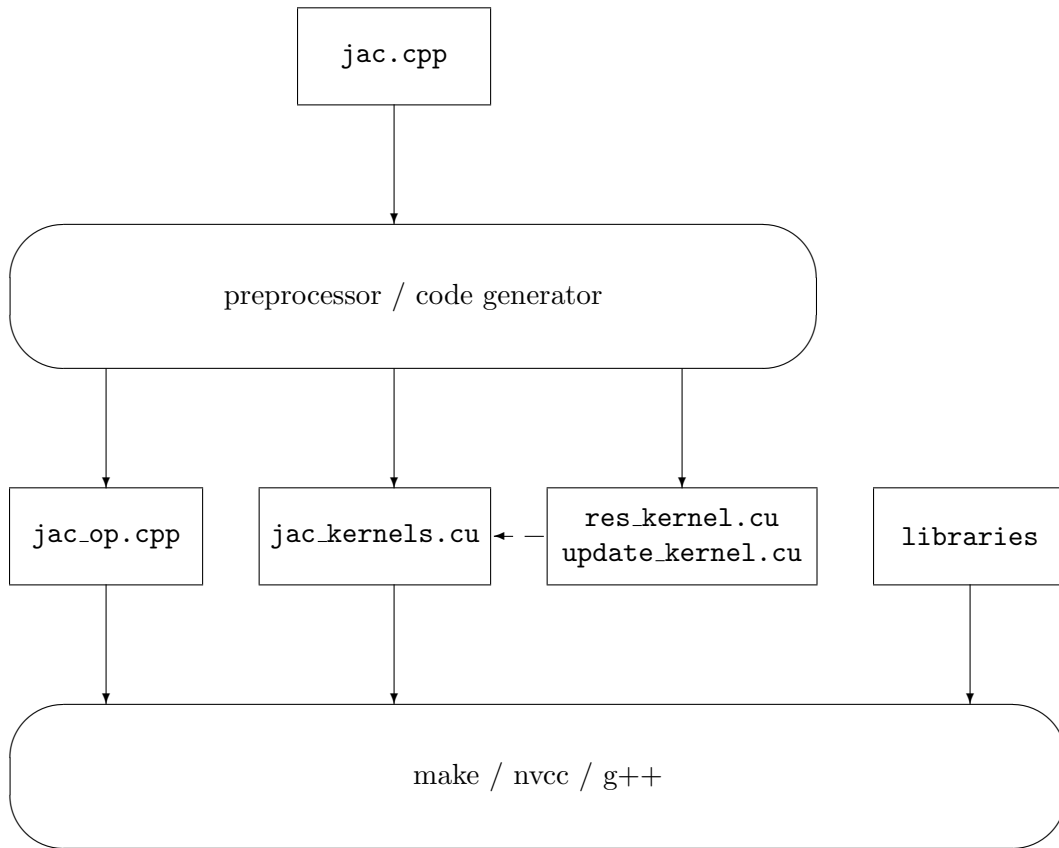 jac.cpp
preprocessor / code generator
jac_op.cpp
jac_kernels.cu
res_kernel.cu
update_kernel.cu
libraries
make / nvcc / g++